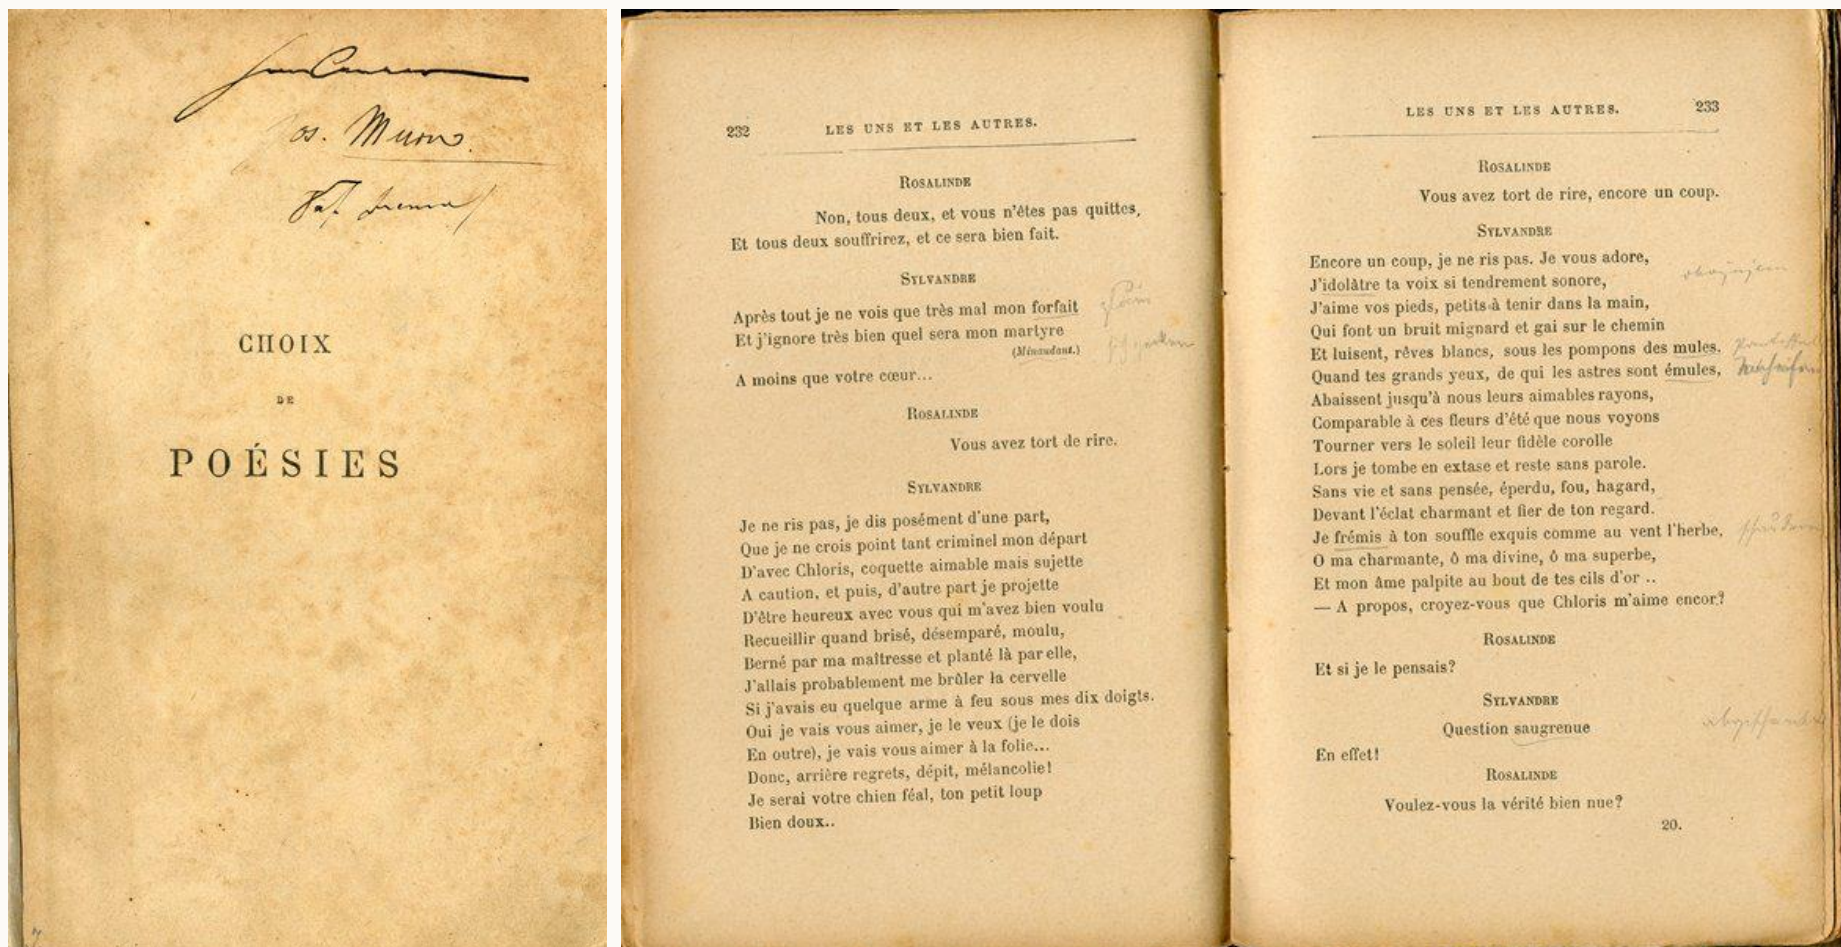 os. Murn
CHOIX
DE
POÉSIES
232
LES UNS ET LES AUTRES.
ROSALINDE
Non, tous deux, et vous n'êtes pas quittes,
Et tous deux souffrirez, et ce sera bien fait.
SYLVANDRE
Après tout je ne vois que très mal mon forfait
Et j'ignore très bien quel sera mon martyre
(Minaudant.)
A moins que votre cœur...
ROSALINDE
Vous avez tort de rire.
SYLVANDRE
Je ne ris pas, je dis posément d'une part,
Que je ne crois point tant criminel mon départ
D'avec Chloris, coquette aimable mais sujette
A caution, et puis, d'autre part je projette
D'être heureux avec vous qui m'avez bien voulu
Recueillir quand brisé, désemparé, moulu,
Berné par ma maîtresse et planté là par elle,
J'allais probablement me brûler la cervelle
Si j'avais eu quelque arme à feu sous mes dix doigts.
Oui je vais vous aimer, je le veux (je le dois
En outre), je vais vous aimer à la folie...
Donc, arrière regrets, dépit, mélancolie!
Je serai votre chien féal, ton petit loup
Bien doux..
LES UNS ET LES AUTRES.
233
ROSALINDE
Vous avez tort de rire, encore un coup.
SYLVANDRE
Encore un coup, je ne ris pas. Je vous adore,
J'idolâtre ta voix si tendrement sonore,
J'aime vos pieds, petits à tenir dans la main,
Qui font un bruit mignard et gai sur le chemin
Et luisent, rêves blancs, sous les pompons des mules.
Quand tes grands yeux, de qui les astres sont émules,
Abaissent jusqu'à nous leurs aimables rayons,
Comparable à ces fleurs d'été que nous voyons
Tourner vers le soleil leur fidèle corolle
Lors je tombe en extase et reste sans parole.
Sans vie et sans pensée, éperdu, fou, hagard,
Devant l'éclat charmant et fier de ton regard.
Je frémis à ton souffle exquis comme au vent l'herbe,
O ma charmante, ô ma divine, ô ma superbe,
Et mon âme palpite au bout de tes cils d'or ..
— A propos, croyez-vous que Chloris m'aime encor?
ROSALINDE
Et si je le pensais?
SYLVANDRE
Question saugrenue
En effet!
ROSALINDE
Voulez-vous la vérité bien nue?
20.